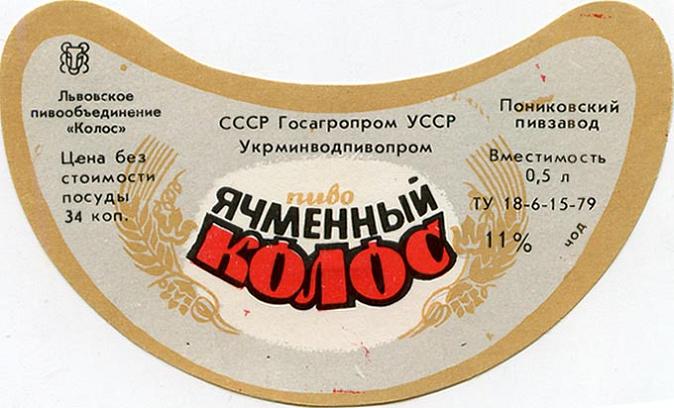 Львовское
пивообъединение
«Колос»
Цена без
стоимости
посуды
34 коп.
СССР Госагропром УССР
Укрминводпивопром
пиво
ЯЧМЕННЫЙ
КОЛОС
Пониковский
пивзавод
Вместимость
0,5 л
ТУ 18-6-15-79
11%
чод